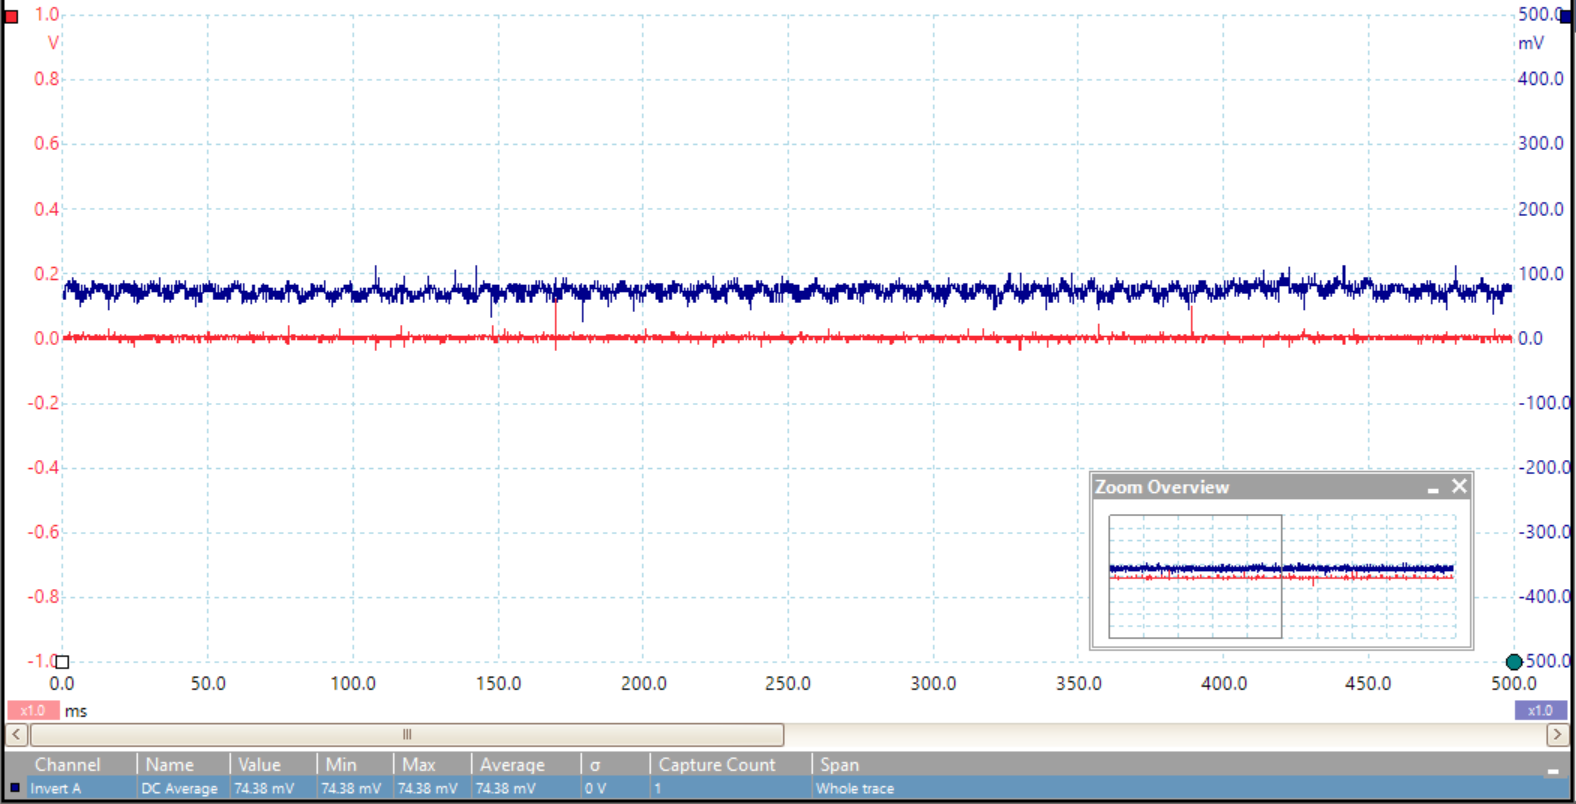 1.0 500.0
V mV
0.8 400.0
0.6 300.0
0.4 200.0
0.2 100.0
0.0 0.0
-0.2 -100.0
-0.4 -200.0
Zoom Overview
-0.6 -300.0
-0.8 -400.0
-1.0 500.0
0.0 50.0 100.0 150.0 200.0 250.0 300.0 350.0 400.0 450.0 500.0
x1.0 ms x1.0
Channel Name Value Min Max Average σ Capture Count Span
Invert A DC Average 74.38 mV 74.38 mV 74.38 mV 74.38 mV 0 V 1 Whole trace